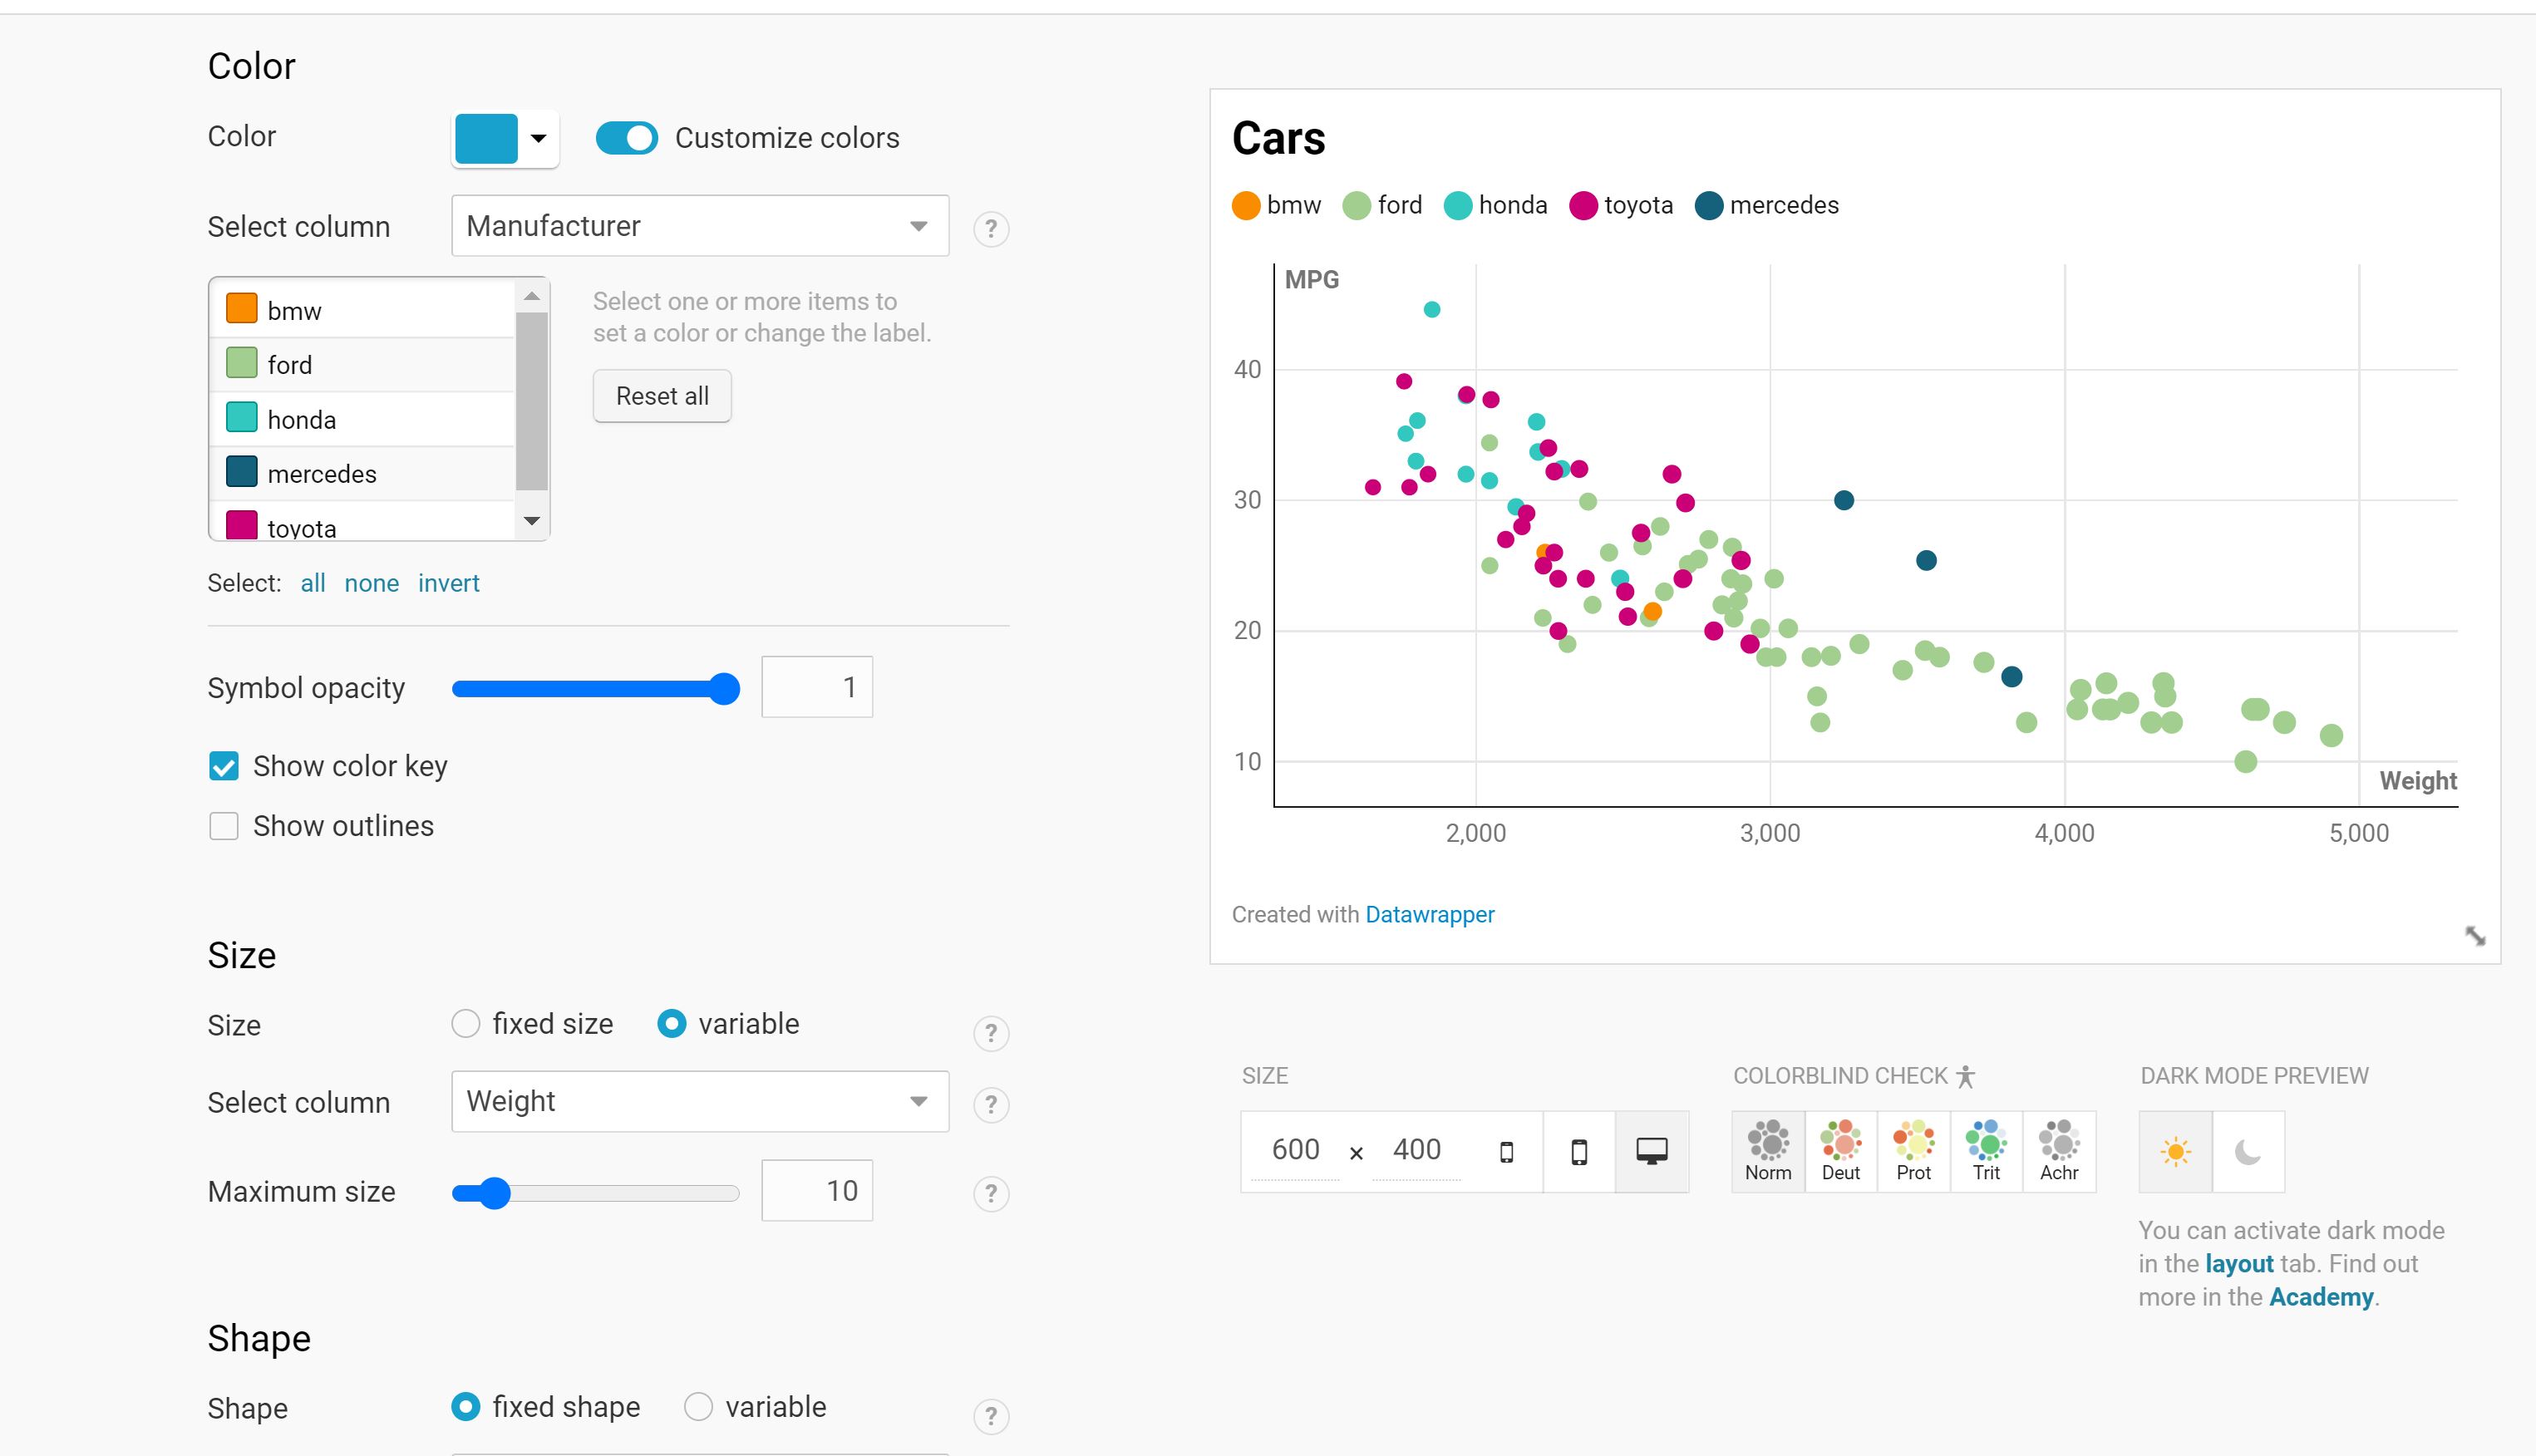 Color
Color
Customize colors
Select column
Manufacturer
?
bmw
ford
honda
mercedes
toyota
Select one or more items to
set a color or change the label.
Reset all
Select: all none invert
Symbol opacity
1
Show color key
Show outlines
Size
Size
fixed size
variable
?
Select column
Weight
?
Maximum size
10
?
Shape
Shape
fixed shape
variable
?
Cars
bmw ford honda toyota mercedes
MPG
40
30
20
10
Weight
2,000 3,000 4,000 5,000
Created with Datawrapper
SIZE
600 × 400
COLORBLIND CHECK
Norm Deut Prot Trit Achr
DARK MODE PREVIEW
You can activate dark mode
in the layout tab. Find out
more in the Academy.